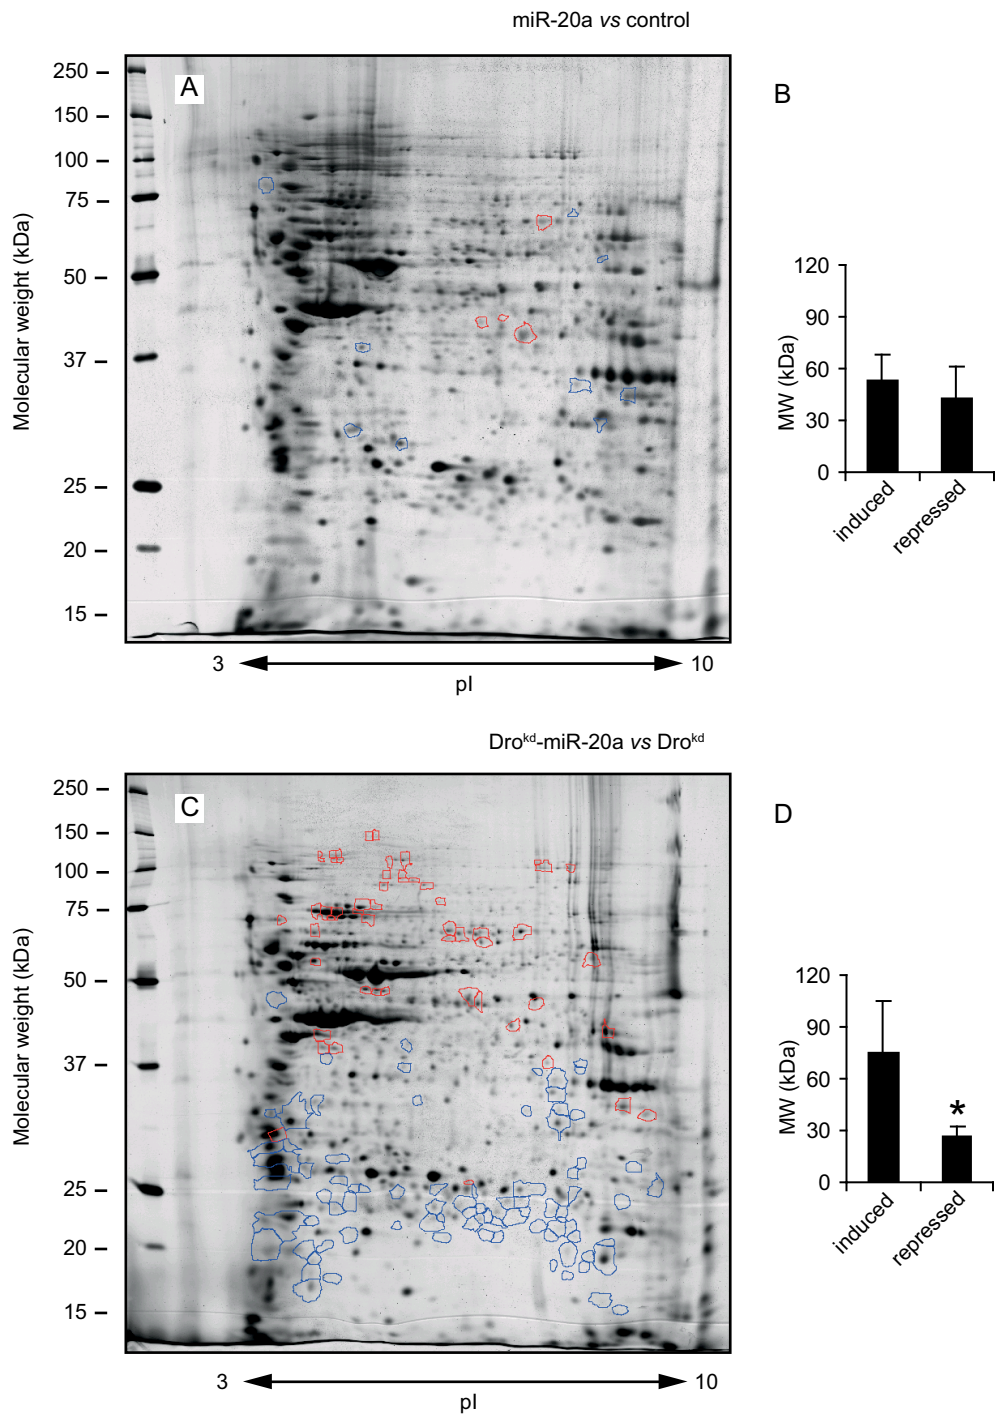 miR-20a vs control
A
250
150
100
75
50
37
25
20
15
Molecular weight (kDa)
3
10
pI
B
120
90
60
30
0
MW (kDa)
induced
repressed
Droᵏᵈ-miR-20a vs Droᵏᵈ
C
250
150
100
75
50
37
25
20
15
Molecular weight (kDa)
3
10
pI
D
120
90
60
30
0
MW (kDa)
*
induced
repressed